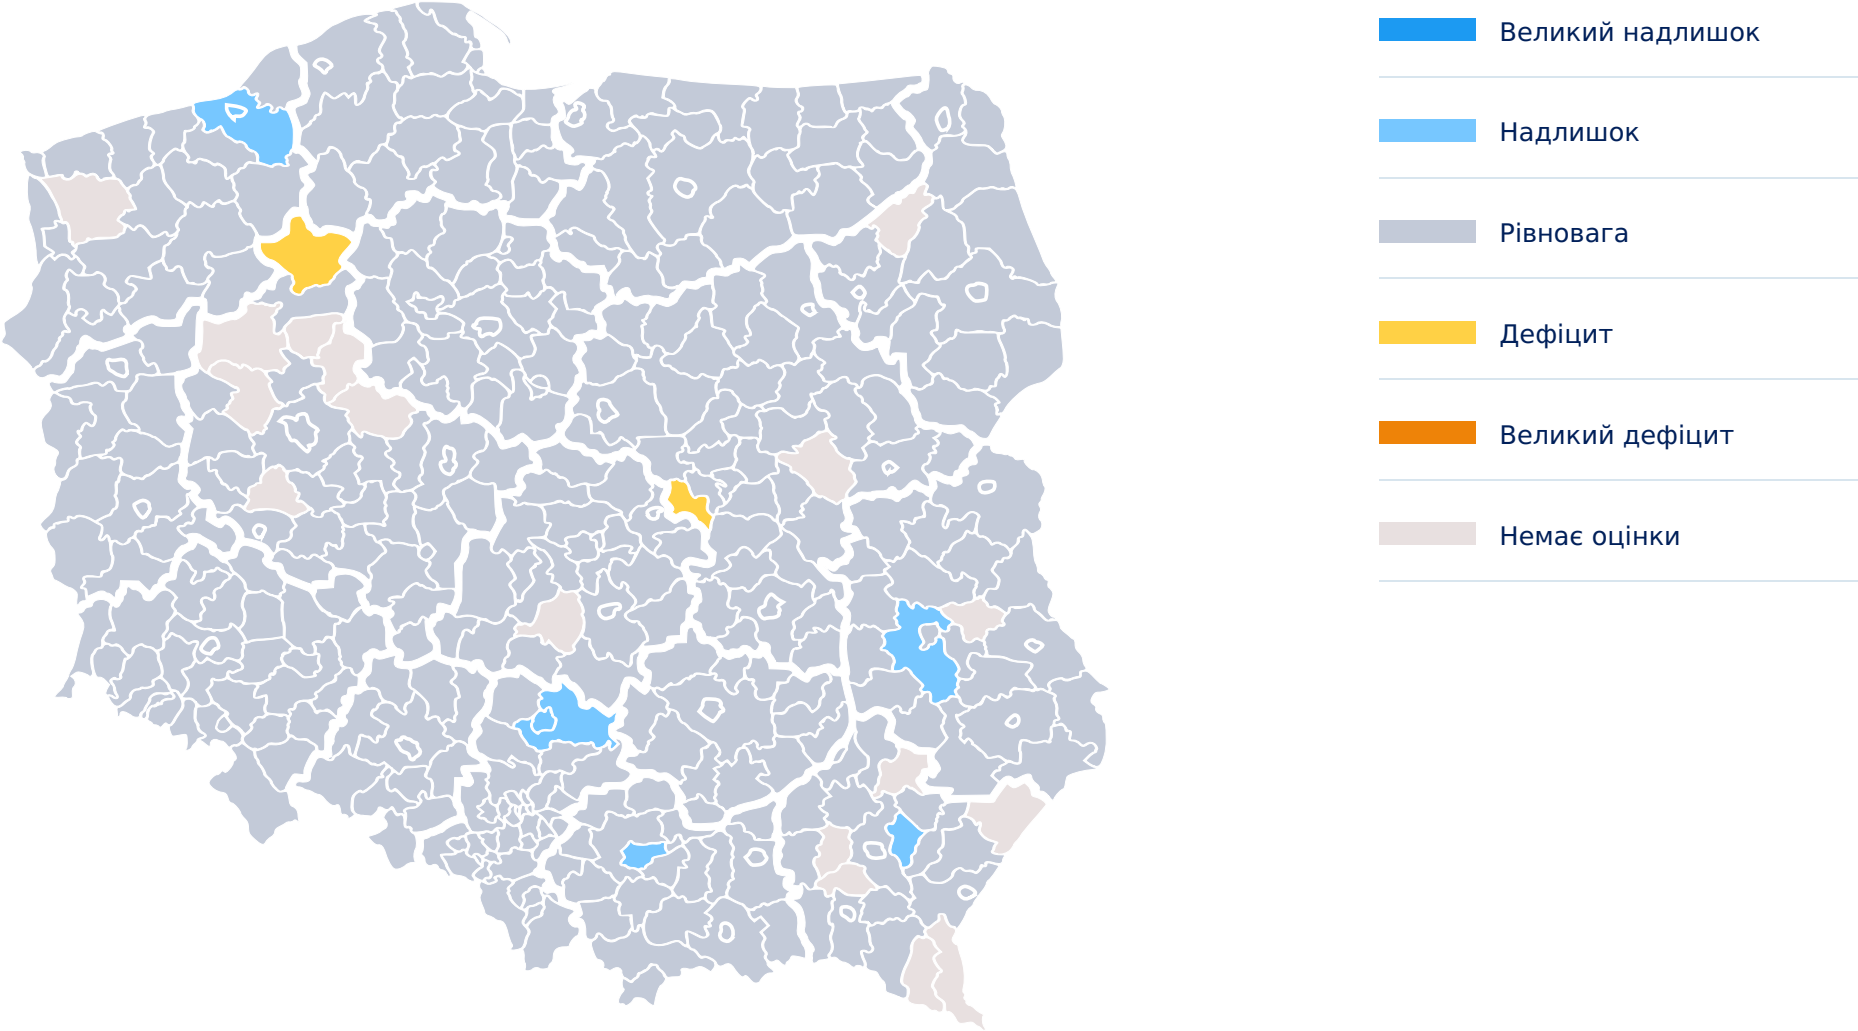 Великий надлишок
Надлишок
Рівновага
Дефіцит
Великий дефіцит
Немає оцінки